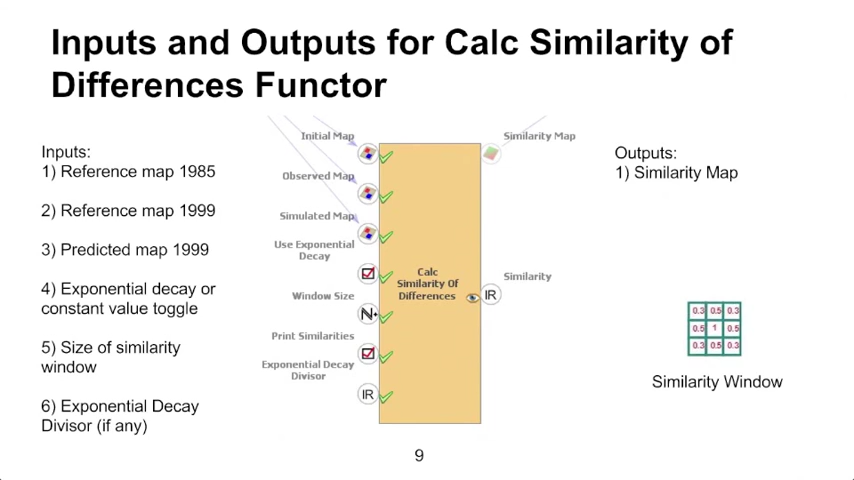 Inputs and Outputs for Calc Similarity of
Differences Functor
Inputs:
1) Reference map 1985
2) Reference map 1999
3) Predicted map 1999
4) Exponential decay or
constant value toggle
5) Size of similarity
window
6) Exponential Decay
Divisor (if any)
Initial Map
Observed Map
Simulated Map
Use Exponential
Decay
Window Size
N
Print Similarities
Exponential Decay
Divisor
IR
Calc
Similarity Of
Differences
Similarity Map
Similarity
IR
Outputs:
1) Similarity Map
0.3 0.5 0.3
0.5 1 0.5
0.3 0.5 0.3
Similarity Window
9